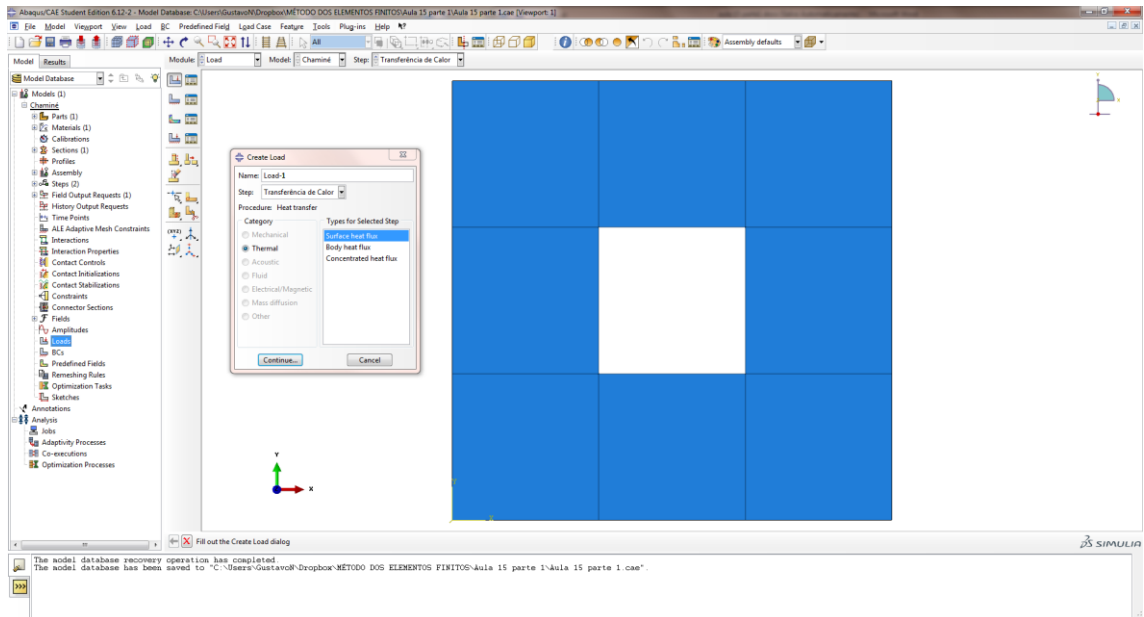 Abaqus/CAE Student Edition 6.12-2 - Model Database: C:\Users\GustavoN\Dropbox\MÉTODO DOS ELEMENTOS FINITOS\Aula 15 parte 1\Aula 15 parte 1.cae [Viewport: 1]
File Model Viewport View Load BC Predefined Field Load Case Feature Tools Plug-ins Help
All
Assembly defaults
Model Results
Module: Load Model: Chaminé Step: Transferência de Calor
Model Database
Models (1)
Chaminé
Parts (1)
Materials (1)
Calibrations
Sections (1)
Profiles
Assembly
Steps (2)
Field Output Requests (1)
History Output Requests
Time Points
ALE Adaptive Mesh Constraints
Interactions
Interaction Properties
Contact Controls
Contact Initializations
Contact Stabilizations
Constraints
Connector Sections
Fields
Amplitudes
Loads
BCs
Predefined Fields
Remeshing Rules
Optimization Tasks
Sketches
Annotations
Analysis
Jobs
Adaptivity Processes
Co-executions
Optimization Processes
Create Load
Name: Load-1
Step: Transferência de Calor
Procedure: Heat transfer
Category
Mechanical
Thermal
Acoustic
Fluid
Electrical/Magnetic
Mass diffusion
Other
Types for Selected Step
Surface heat flux
Body heat flux
Concentrated heat flux
Continue...
Cancel
Y
X
Fill out the Create Load dialog
SIMULIA
The model database recovery operation has completed.
The model database has been saved to "C:\Users\GustavoN\Dropbox\MÉTODO DOS ELEMENTOS FINITOS\Aula 15 parte 1\Aula 15 parte 1.cae".
>>>